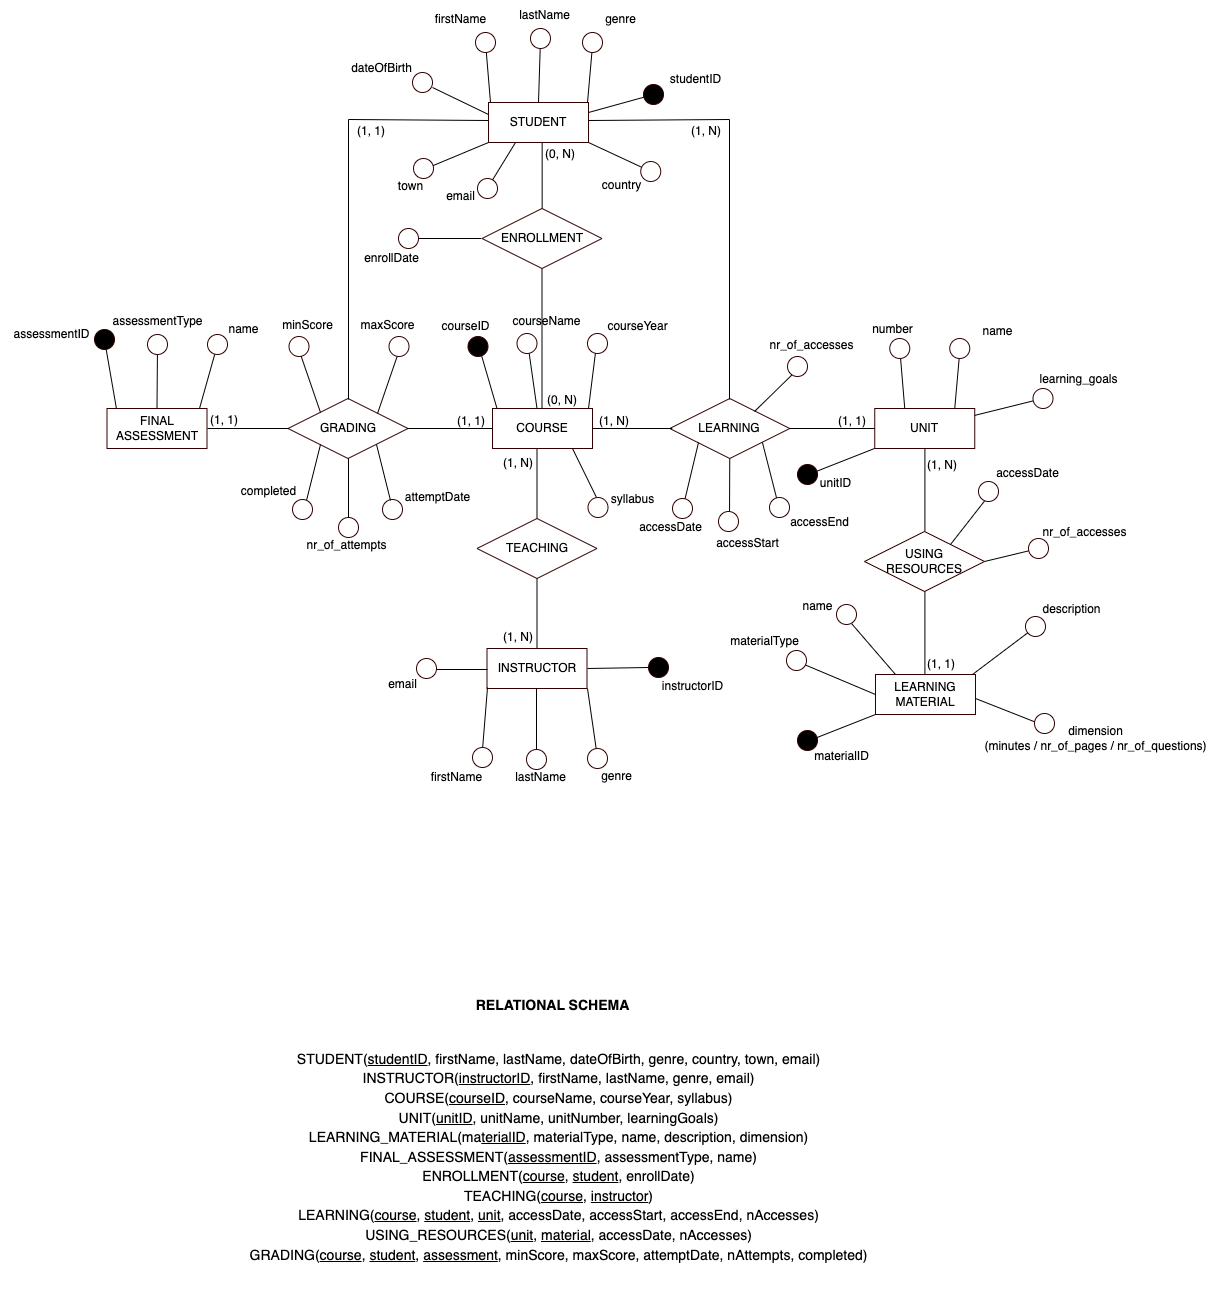 firstName
lastName
genre
dateOfBirth
studentID
STUDENT
(1, 1)
(1, N)
(0, N)
town
email
country
ENROLLMENT
enrollDate
assessmentID
assessmentType
name
minScore
maxScore
courseID
courseName
courseYear
nr_of_accesses
number
name
learning_goals
FINAL
ASSESSMENT
(1, 1)
GRADING
(1, 1)
(0, N)
COURSE
(1, N)
LEARNING
(1, 1)
UNIT
(1, N)
(1, N)
completed
nr_of_attempts
attemptDate
syllabus
accessDate
accessStart
accessEnd
unitID
accessDate
TEACHING
USING
RESOURCES
nr_of_accesses
(1, N)
INSTRUCTOR
email
instructorID
firstName
lastName
genre
name
description
materialType
(1, 1)
LEARNING
MATERIAL
materialID
dimension
(minutes / nr_of_pages / nr_of_questions)
RELATIONAL SCHEMA
STUDENT(studentID, firstName, lastName, dateOfBirth, genre, country, town, email)
INSTRUCTOR(instructorID, firstName, lastName, genre, email)
COURSE(courseID, courseName, courseYear, syllabus)
UNIT(unitID, unitName, unitNumber, learningGoals)
LEARNING_MATERIAL(materialID, materialType, name, description, dimension)
FINAL_ASSESSMENT(assessmentID, assessmentType, name)
ENROLLMENT(course, student, enrollDate)
TEACHING(course, instructor)
LEARNING(course, student, unit, accessDate, accessStart, accessEnd, nAccesses)
USING_RESOURCES(unit, material, accessDate, nAccesses)
GRADING(course, student, assessment, minScore, maxScore, attemptDate, nAttempts, completed)